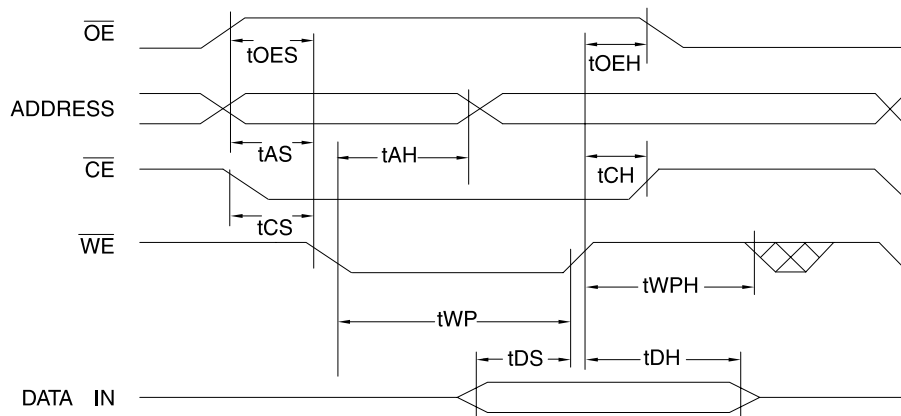 OE
tOES
tOEH
ADDRESS
tAS
tAH
CE
tCH
tCS
WE
tWPH
tWP
tDS
tDH
DATA IN